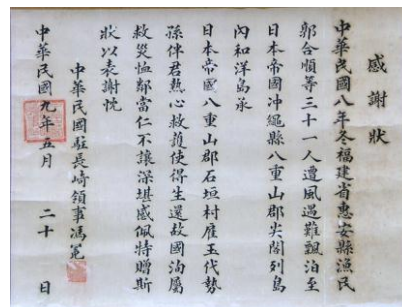 感謝狀
中華民國八年冬福建省惠安縣漁民
郭合順等三十一人遭風遇難飄泊至
日本帝國冲繩縣八重山郡尖閣列島
內和洋島承
日本帝國八重山郡石垣村雇玉代勢
孫伴君熱心救護使得生還故國洵屬
救災恤鄰當仁不讓深堪感佩特贈斯
狀以表謝忱
中華民國駐長崎領事馮冕
中華民國九年五月 二十 日